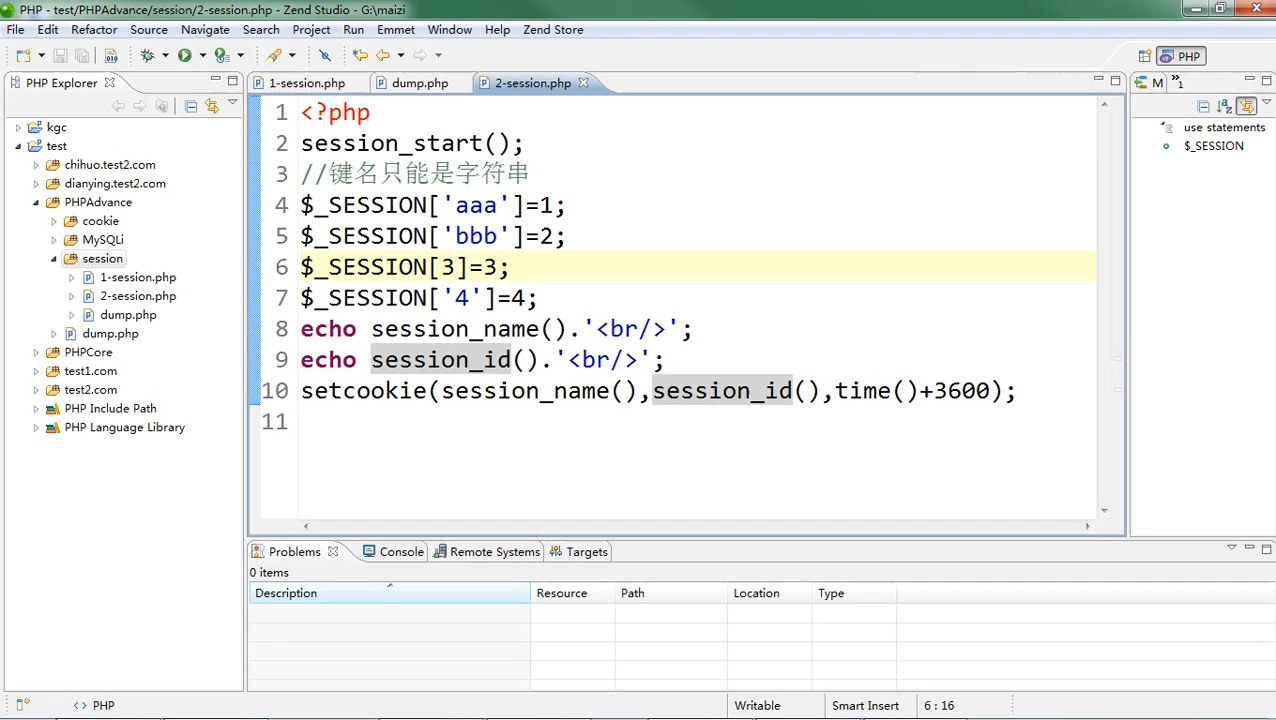 PHP - test/PHPAdvance/session/2-session.php - Zend Studio - G:\maizi
File Edit Refactor Source Navigate Search Project Run Emmet Window Help Zend Store
PHP
PHP Explorer
kgc
test
chihuo.test2.com
dianying.test2.com
PHPAdvance
cookie
MySQLi
session
1-session.php
2-session.php
dump.php
dump.php
PHPCore
test1.com
test2.com
PHP Include Path
PHP Language Library
1-session.php dump.php 2-session.php
1 <?php
2 session_start();
3 //键名只能是字符串
4 $_SESSION['aaa']=1;
5 $_SESSION['bbb']=2;
6 $_SESSION[3]=3;
7 $_SESSION['4']=4;
8 echo session_name().'<br/>';
9 echo session_id().'<br/>';
10 setcookie(session_name(),session_id(),time()+3600);
11
M 1
use statements
$_SESSION
Problems Console Remote Systems Targets
0 items
Description Resource Path Location Type
<> PHP Writable Smart Insert 6 : 16